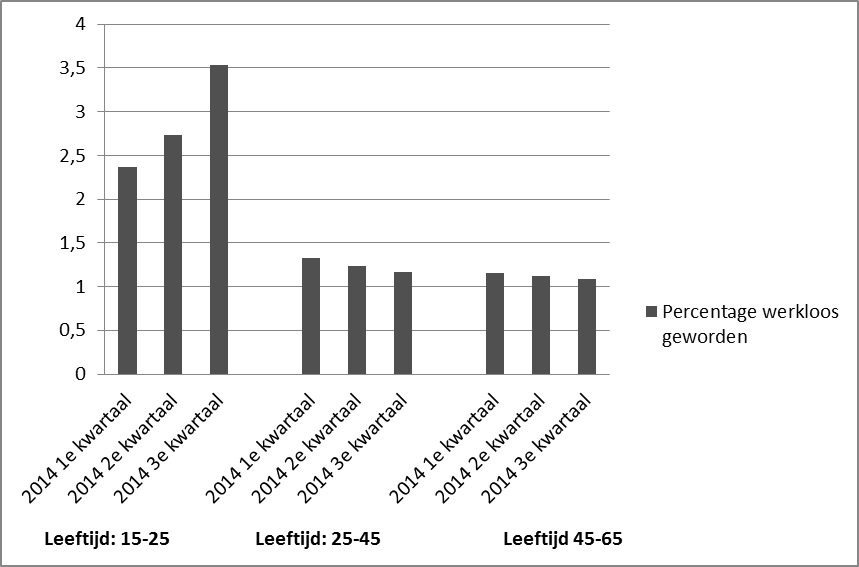 4
3,5
3
2,5
2
1,5
1
0,5
0
Percentage werkloos
geworden
2014 1e kwartaal
2014 2e kwartaal
2014 3e kwartaal
2014 1e kwartaal
2014 2e kwartaal
2014 3e kwartaal
2014 1e kwartaal
2014 2e kwartaal
2014 3e kwartaal
Leeftijd: 15-25
Leeftijd: 25-45
Leeftijd 45-65